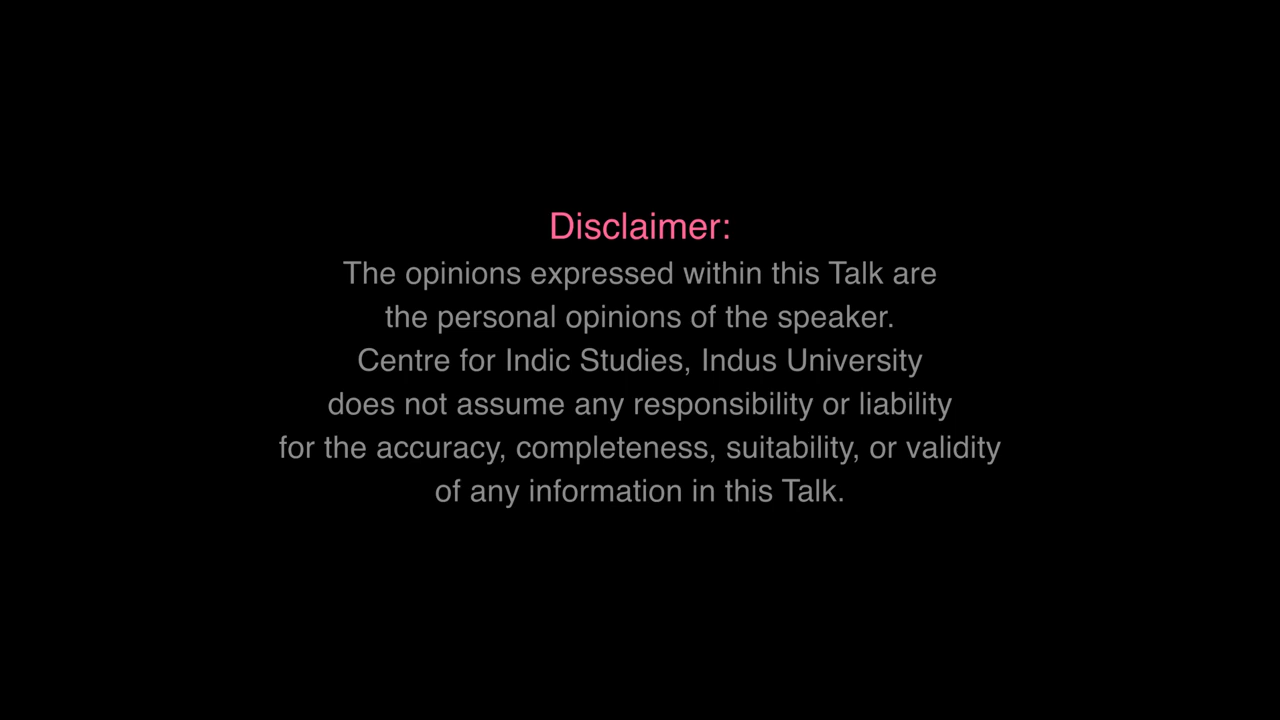 Disclaimer:
The opinions expressed within this Talk are
the personal opinions of the speaker.
Centre for Indic Studies, Indus University
does not assume any responsibility or liability
for the accuracy, completeness, suitability, or validity
of any information in this Talk.